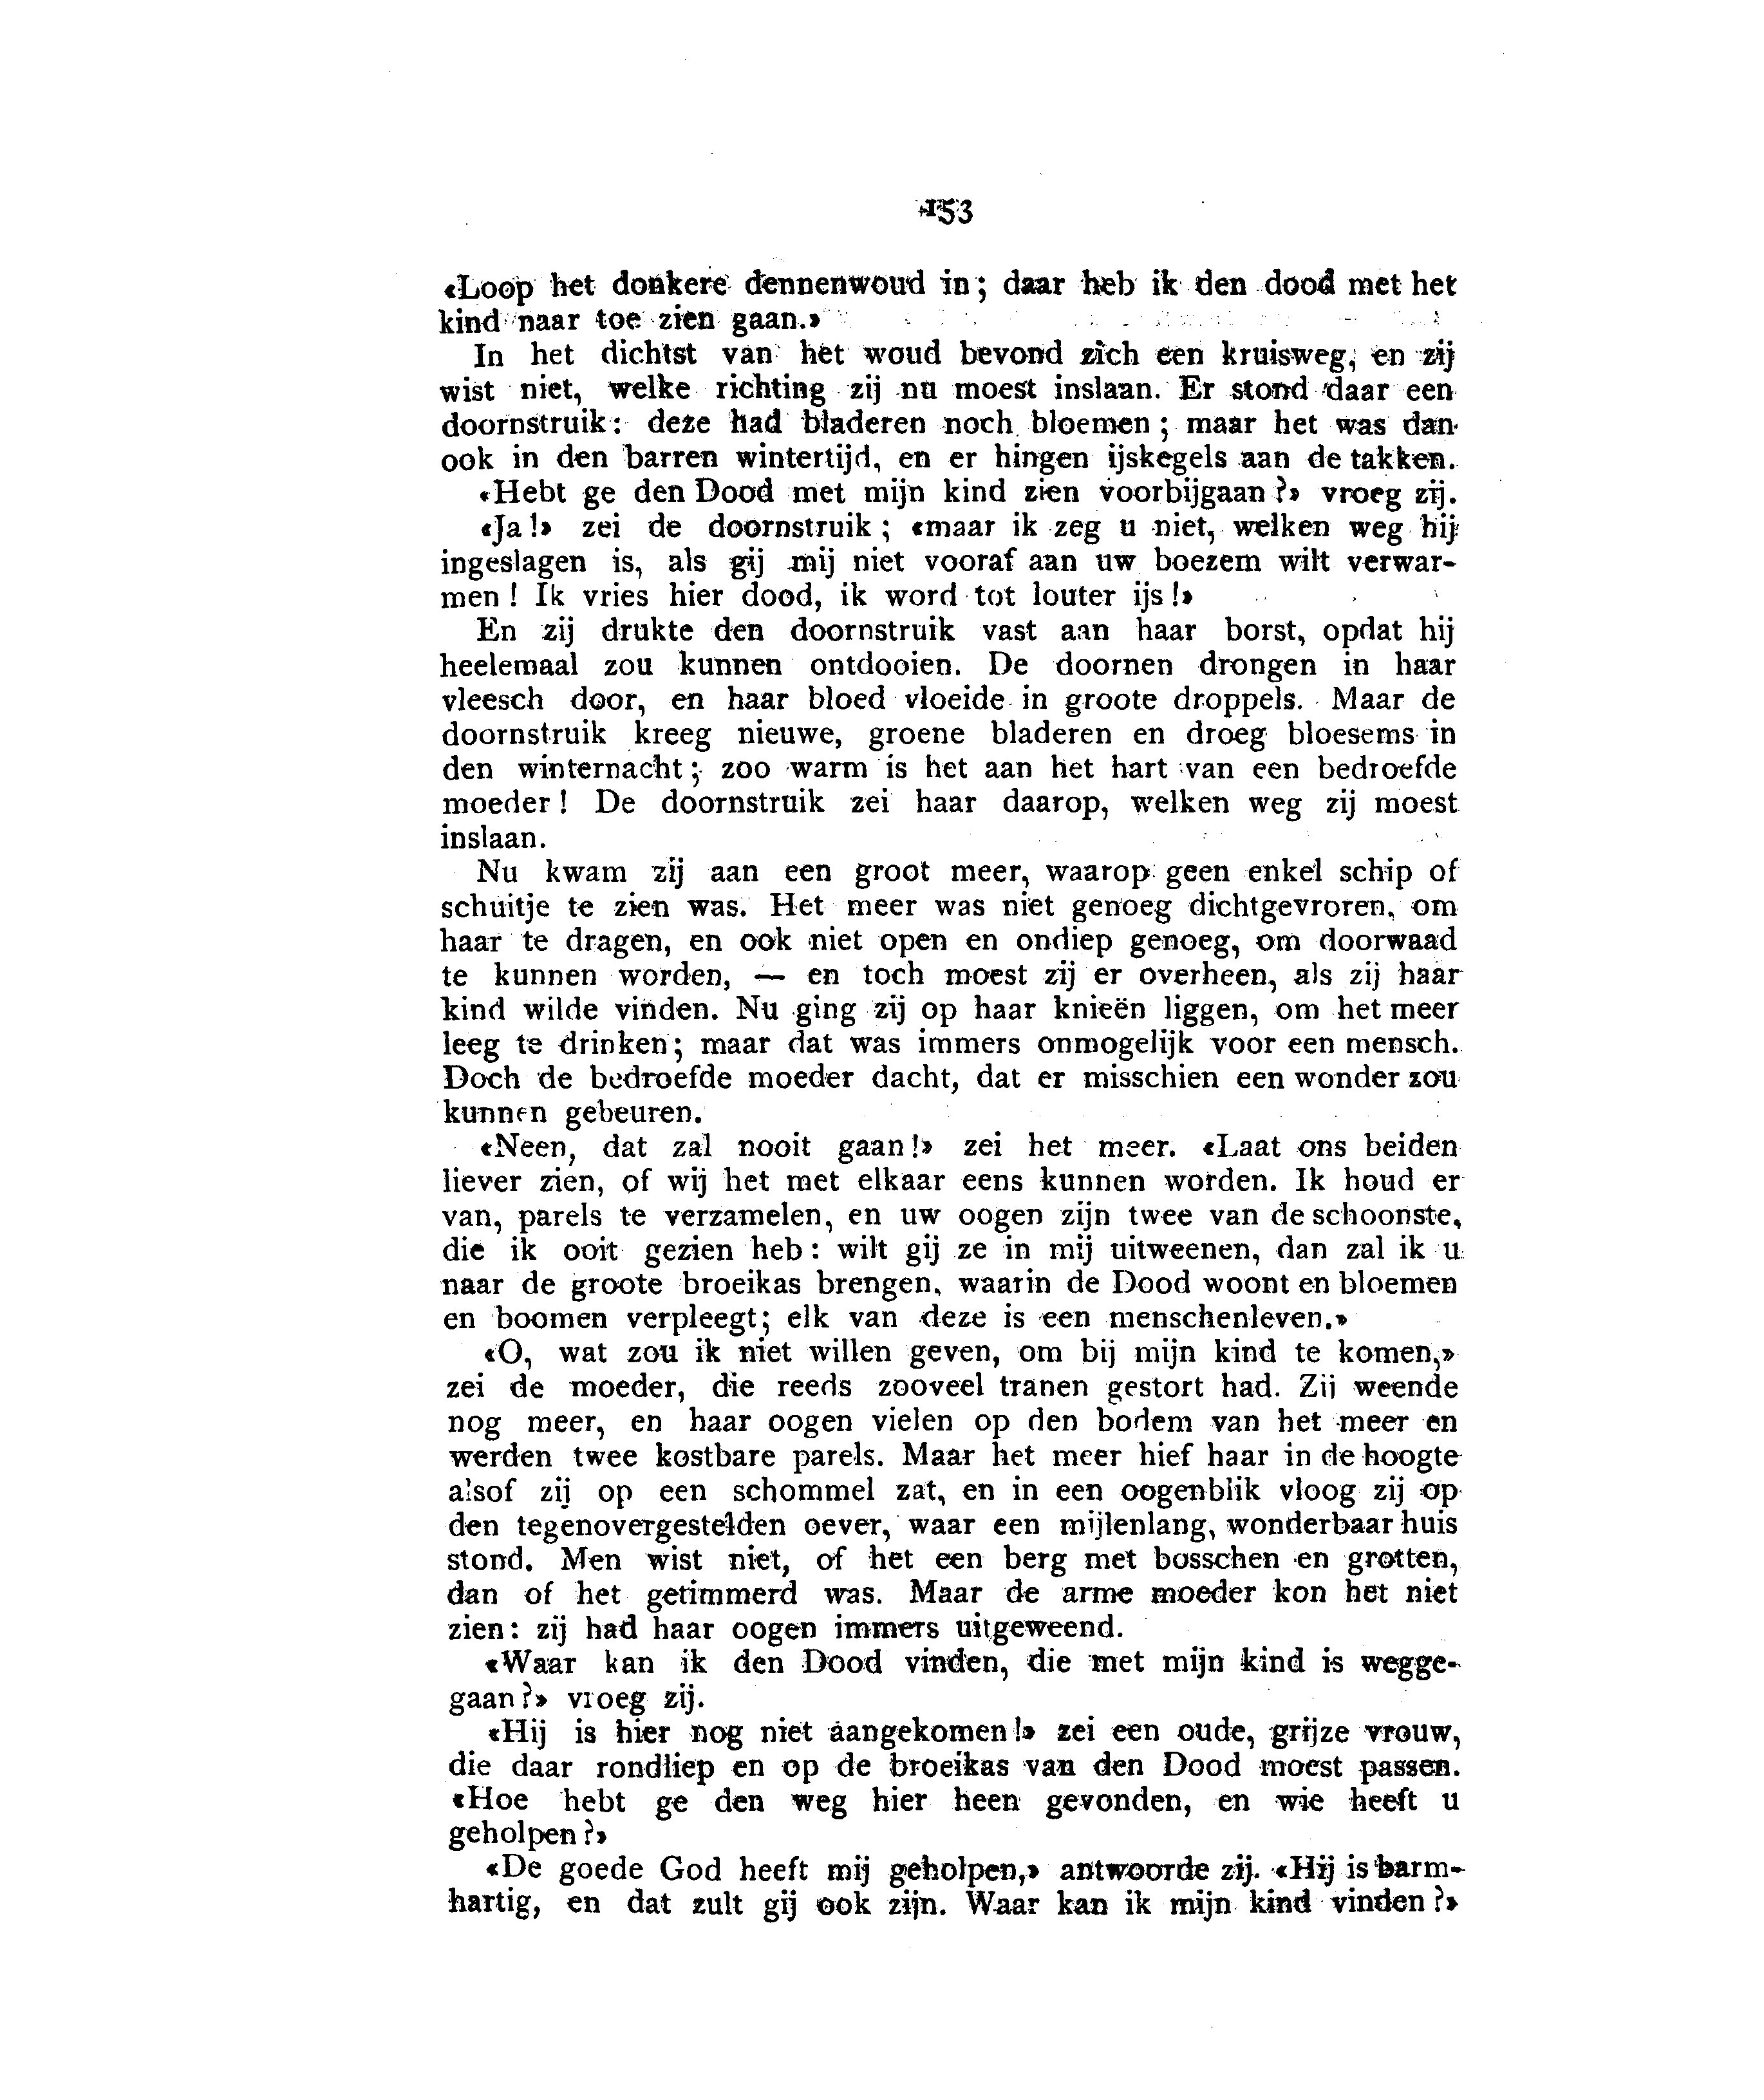 153
«Loop het donkere dennenwoud in; daar heb ik den dood met het
kind naar toe zien gaan.»
In het dichtst van het woud bevond zich een kruisweg, en zij
wist niet, welke richting zij nu moest inslaan. Er stond daar een
doornstruik: deze had bladeren noch bloemen; maar het was dan
ook in den barren wintertijd, en er hingen ijskegels aan de takken.
«Hebt ge den Dood met mijn kind zien voorbijgaan?» vroeg zij.
«Ja!» zei de doornstruik; «maar ik zeg u niet, welken weg hij
ingeslagen is, als gij mij niet vooraf aan uw boezem wilt verwar-
men! Ik vries hier dood, ik word tot louter ijs!»
En zij drukte den doornstruik vast aan haar borst, opdat hij
heelemaal zou kunnen ontdooien. De doornen drongen in haar
vleesch door, en haar bloed vloeide in groote droppels. Maar de
doornstruik kreeg nieuwe, groene bladeren en droeg bloesems in
den winternacht; zoo warm is het aan het hart van een bedroefde
moeder! De doornstruik zei haar daarop, welken weg zij moest
inslaan.
Nu kwam zij aan een groot meer, waarop geen enkel schip of
schuitje te zien was. Het meer was niet genoeg dichtgevroren, om
haar te dragen, en ook niet open en ondiep genoeg, om doorwaad
te kunnen worden, — en toch moest zij er overheen, als zij haar
kind wilde vinden. Nu ging zij op haar knieën liggen, om het meer
leeg te drinken; maar dat was immers onmogelijk voor een mensch.
Doch de bedroefde moeder dacht, dat er misschien een wonder zou
kunnen gebeuren.
«Neen, dat zal nooit gaan!» zei het meer. «Laat ons beiden
liever zien, of wij het met elkaar eens kunnen worden. Ik houd er
van, parels te verzamelen, en uw oogen zijn twee van de schoonste,
die ik ooit gezien heb: wilt gij ze in mij uitweenen, dan zal ik u
naar de groote broeikas brengen, waarin de Dood woont en bloemen
en boomen verpleegt; elk van deze is een menschenleven.»
«O, wat zou ik niet willen geven, om bij mijn kind te komen,»
zei de moeder, die reeds zooveel tranen gestort had. Zij weende
nog meer, en haar oogen vielen op den bodem van het meer en
werden twee kostbare parels. Maar het meer hief haar in de hoogte
alsof zij op een schommel zat, en in een oogenblik vloog zij op
den tegenovergestelden oever, waar een mijlenlang, wonderbaar huis
stond. Men wist niet, of het een berg met bosschen en grotten,
dan of het getimmerd was. Maar de arme moeder kon het niet
zien: zij had haar oogen immers uitgeweend.
«Waar kan ik den Dood vinden, die met mijn kind is wegge-
gaan?» vroeg zij.
«Hij is hier nog niet aangekomen!» zei een oude, grijze vrouw,
die daar rondliep en op de broeikas van den Dood moest passen.
«Hoe hebt ge den weg hier heen gevonden, en wie heeft u
geholpen?»
«De goede God heeft mij geholpen,» antwoorde zij. «Hij is barm-
hartig, en dat zult gij ook zijn. Waar kan ik mijn kind vinden?»